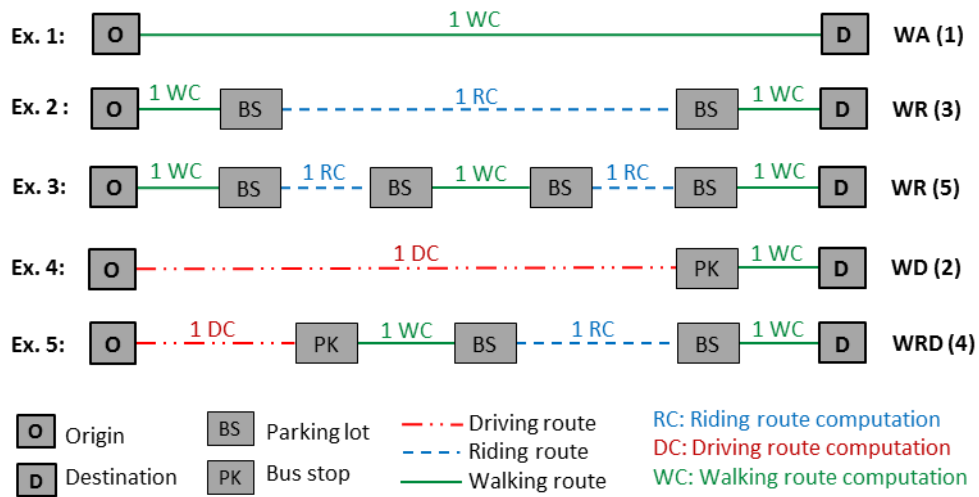 Ex. 1: O 1 WC D WA (1)
Ex. 2 : O 1 WC BS 1 RC BS 1 WC D WR (3)
Ex. 3: O 1 WC BS 1 RC BS 1 WC BS 1 RC BS 1 WC D WR (5)
Ex. 4: O 1 DC PK 1 WC D WD (2)
Ex. 5: O 1 DC PK 1 WC BS 1 RC BS 1 WC D WRD (4)
O Origin BS Parking lot Driving route RC: Riding route computation
Riding route DC: Driving route computation
D Destination PK Bus stop Walking route WC: Walking route computation